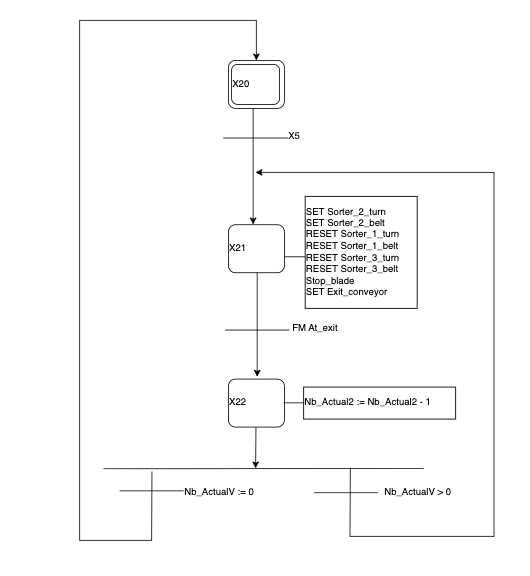 X20
X5
X21
SET Sorter_2_turn
SET Sorter_2_belt
RESET Sorter_1_turn
RESET Sorter_1_belt
RESET Sorter_3_turn
RESET Sorter_3_belt
Stop_blade
SET Exit_conveyor
FM At_exit
X22
Nb_Actual2 := Nb_Actual2 - 1
Nb_ActualV := 0
Nb_ActualV > 0